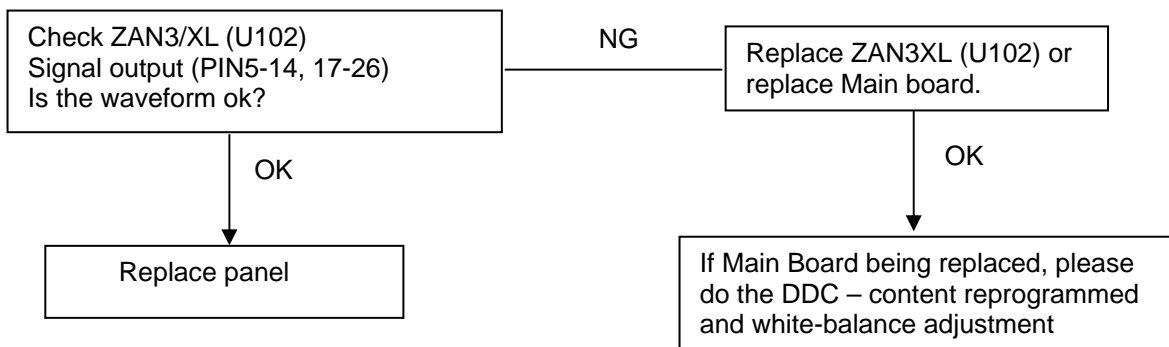 Check ZAN3/XL (U102)
Signal output (PIN5-14, 17-26)
Is the waveform ok?
NG
Replace ZAN3XL (U102) or
replace Main board.
OK
OK
Replace panel
If Main Board being replaced, please
do the DDC – content reprogrammed
and white-balance adjustment